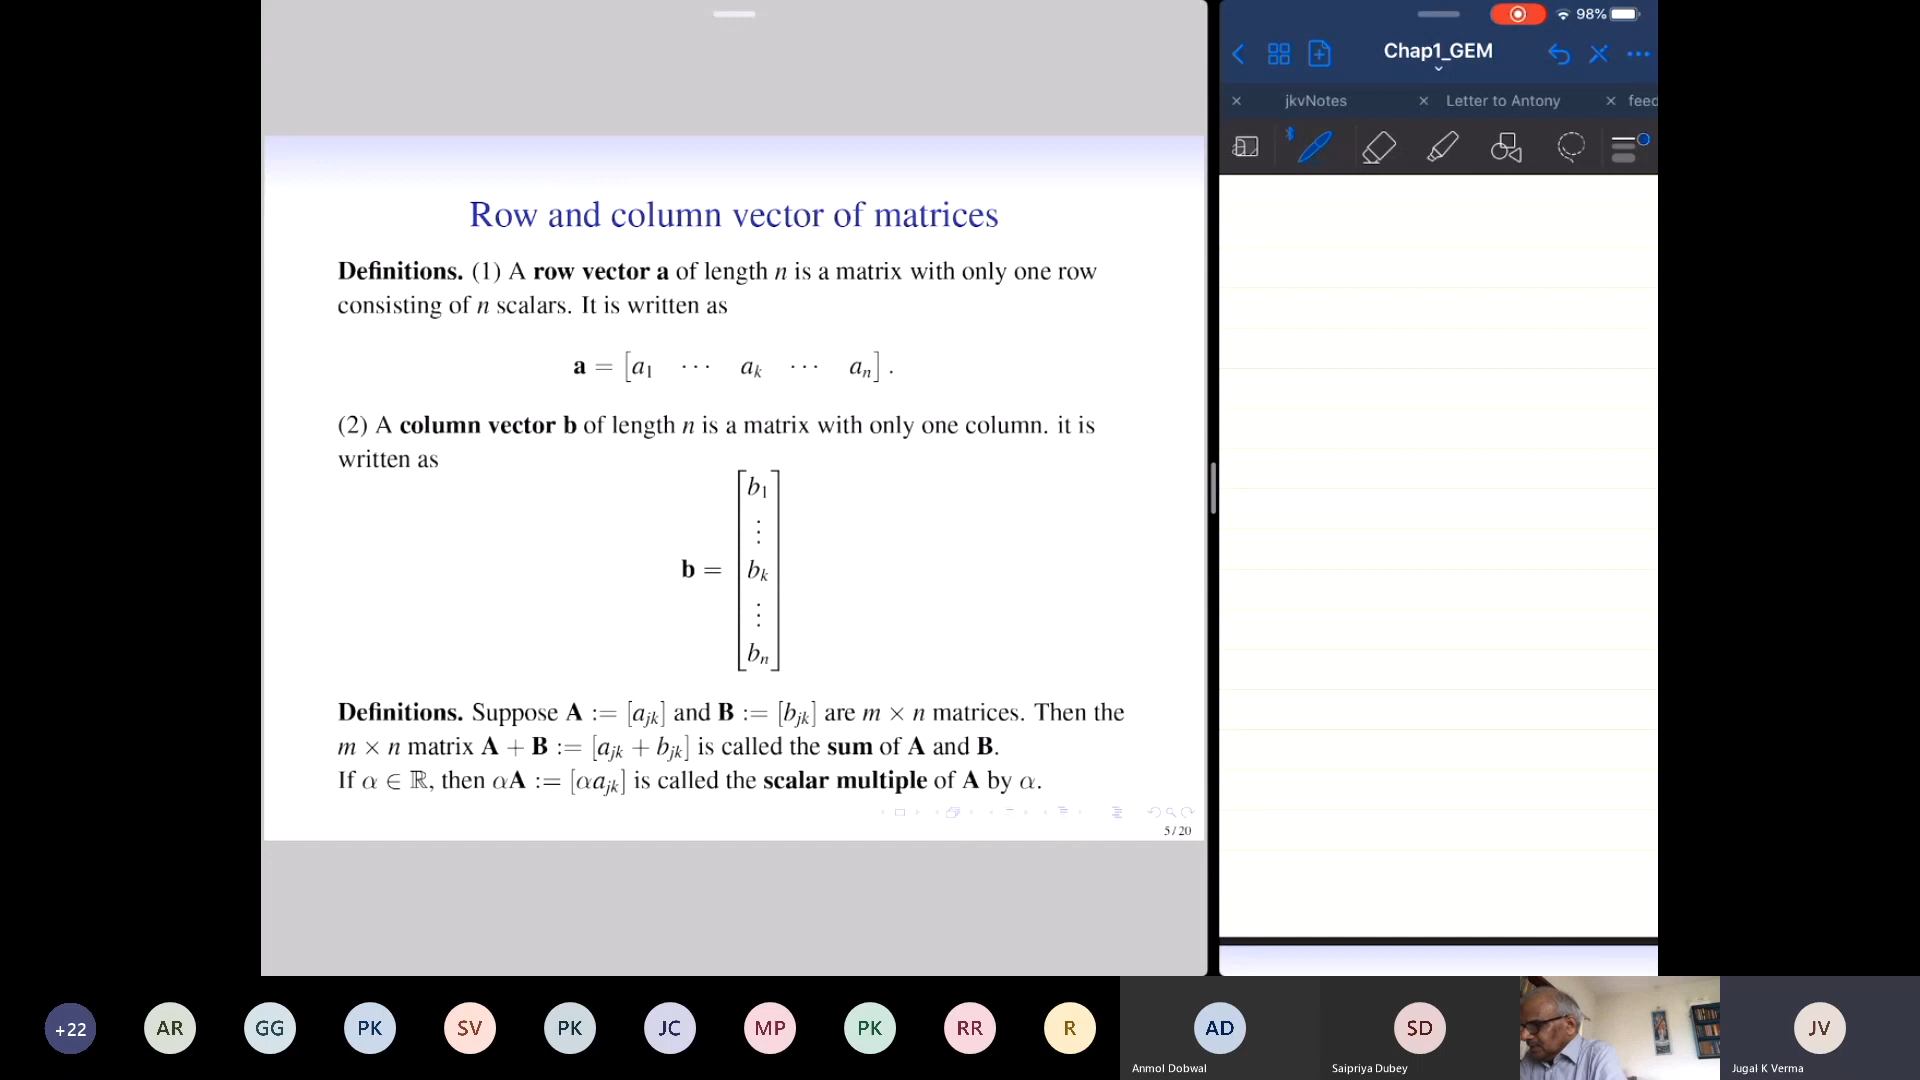 Row and column vector of matrices
Definitions. (1) A row vector a of length n is a matrix with only one row
consisting of n scalars. It is written as
a = [a₁ ⋯ aₖ ⋯ aₙ] .
(2) A column vector b of length n is a matrix with only one column. it is
written as
b₁
⋮
b = bₖ
⋮
bₙ
Definitions. Suppose A := [aⱼₖ] and B := [bⱼₖ] are m × n matrices. Then the
m × n matrix A + B := [aⱼₖ + bⱼₖ] is called the sum of A and B.
If α ∈ ℝ, then αA := [αaⱼₖ] is called the scalar multiple of A by α.
5 / 20
98%
Chap1_GEM
× jkvNotes × Letter to Antony × feed
+22 AR GG PK SV PK JC MP PK RR R AD SD JV
Anmol Dobwal Saipriya Dubey Jugal K Verma